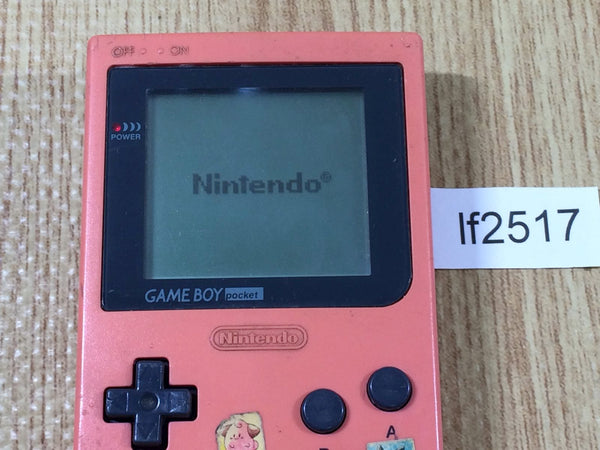 OFF ON
POWER
Nintendo®
GAME BOY pocket
Nintendo
lf2517
A